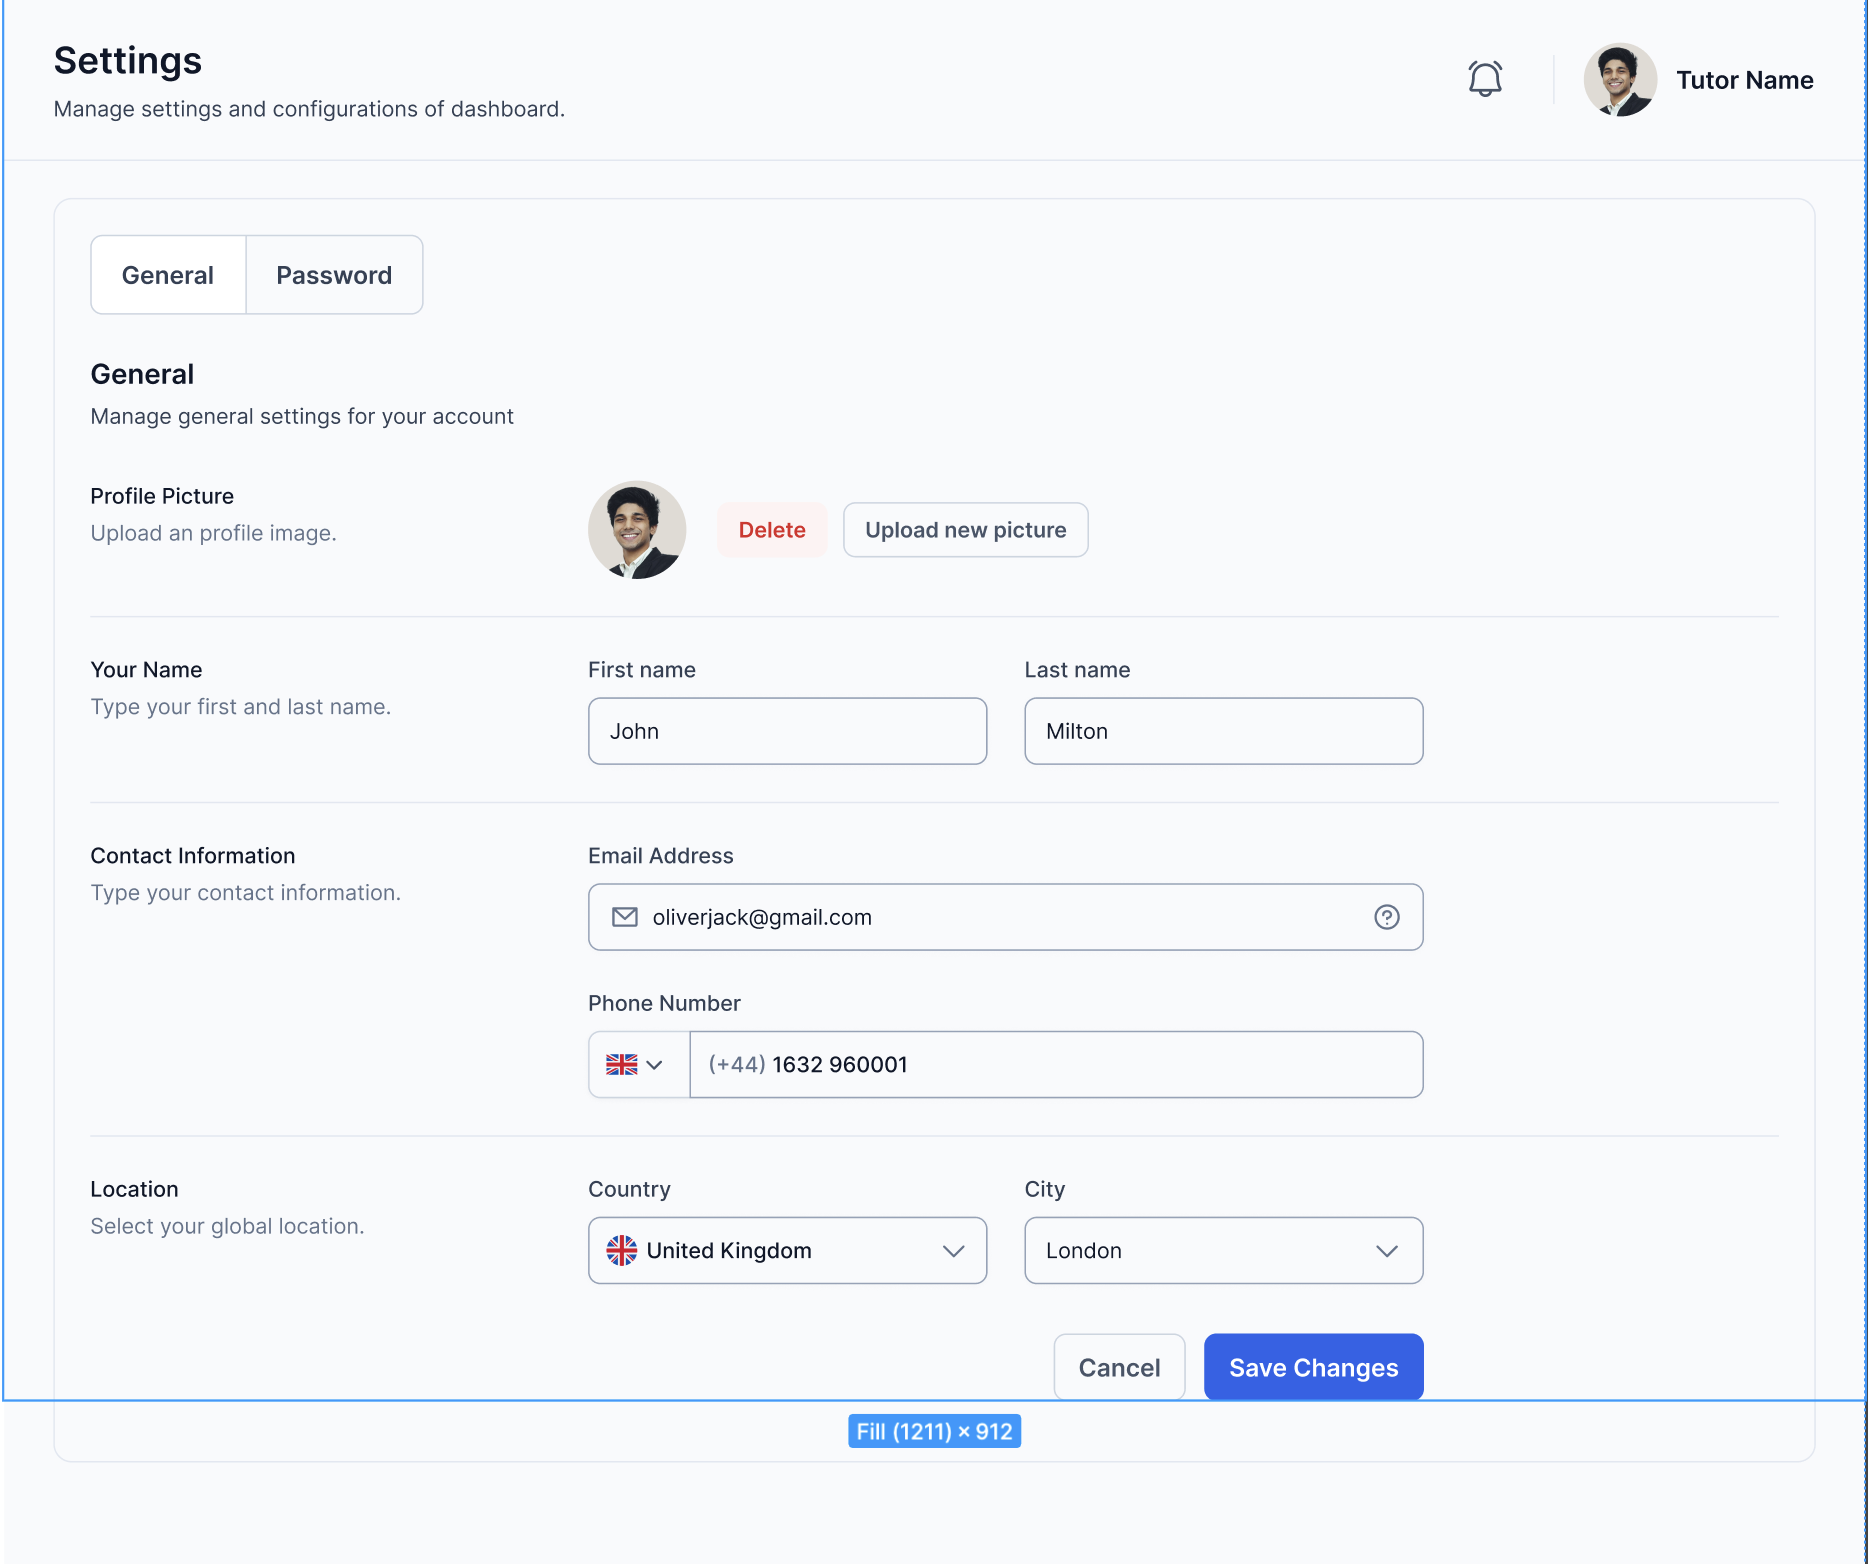 Settings
Manage settings and configurations of dashboard.
Tutor Name
General
Password
General
Manage general settings for your account
Profile Picture
Upload an profile image.
Delete
Upload new picture
Your Name
Type your first and last name.
First name
John
Last name
Milton
Contact Information
Type your contact information.
Email Address
oliverjack@gmail.com
Phone Number
(+44) 1632 960001
Location
Select your global location.
Country
United Kingdom
City
London
Cancel
Save Changes
Fill (1211) × 912